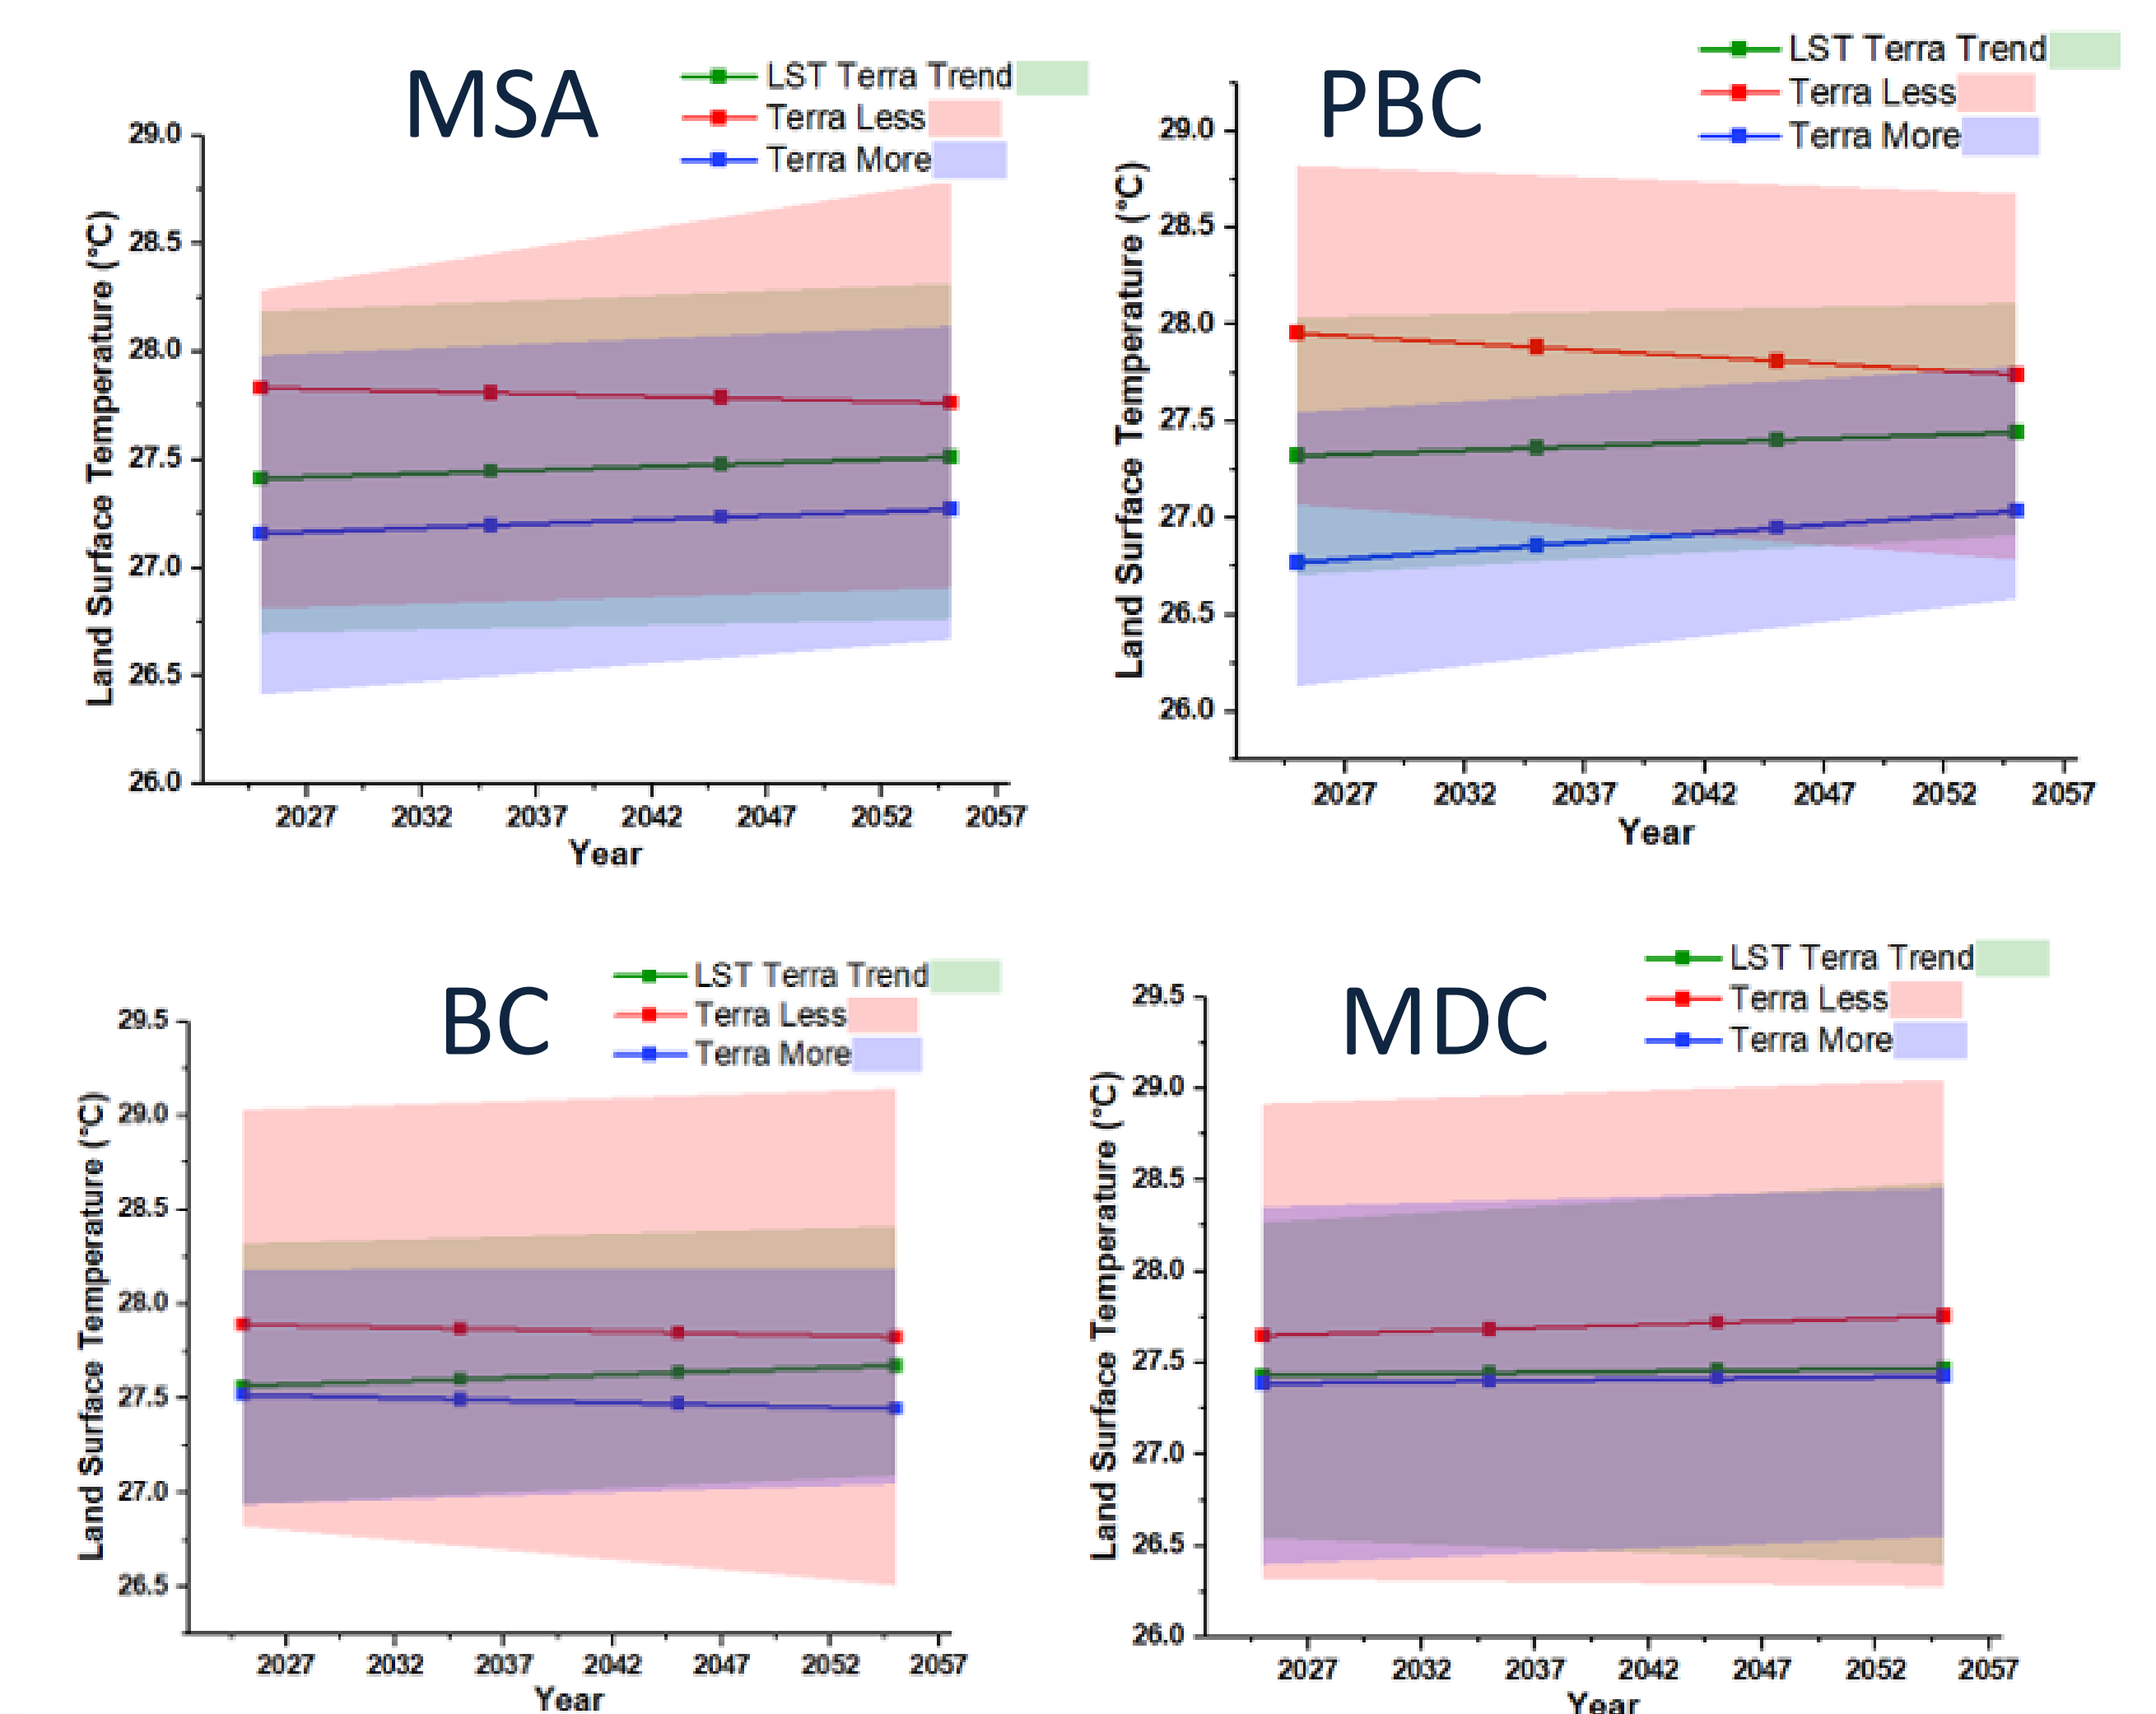 MSA
LST Terra Trend
Terra Less
Terra More
29.0
28.5
28.0
27.5
27.0
26.5
26.0
Land Surface Temperature (°C)
2027 2032 2037 2042 2047 2052 2057
Year
PBC
LST Terra Trend
Terra Less
Terra More
29.0
28.5
28.0
27.5
27.0
26.5
26.0
Land Surface Temperature (°C)
2027 2032 2037 2042 2047 2052 2057
Year
BC
LST Terra Trend
Terra Less
Terra More
29.5
29.0
28.5
28.0
27.5
27.0
26.5
Land Surface Temperature (°C)
2027 2032 2037 2042 2047 2052 2057
Year
MDC
LST Terra Trend
Terra Less
Terra More
29.5
29.0
28.5
28.0
27.5
27.0
26.5
26.0
Land Surface Temperature (°C)
2027 2032 2037 2042 2047 2052 2057
Year